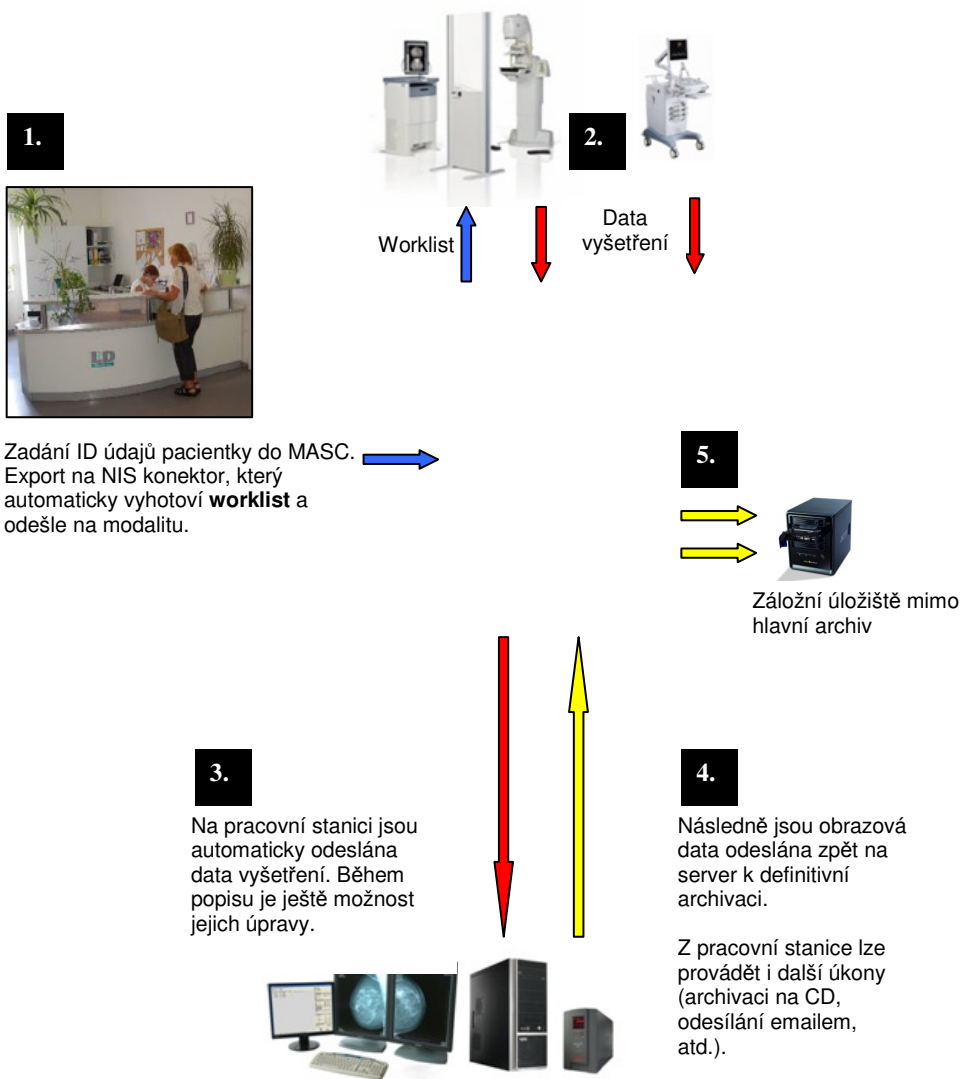 1.
2.
Worklist
Data
vyšetření
LD
Zadání ID údajů pacientky do MASC.
Export na NIS konektor, který
automaticky vyhotoví worklist a
odešle na modalitu.
5.
Záložní úložiště mimo
hlavní archiv
3.
Na pracovní stanici jsou
automaticky odeslána
data vyšetření. Během
popisu je ještě možnost
jejich úpravy.
4.
Následně jsou obrazová
data odeslána zpět na
server k definitivní
archivaci.
Z pracovní stanice lze
provádět i další úkony
(archivaci na CD,
odesílání emailem,
atd.).